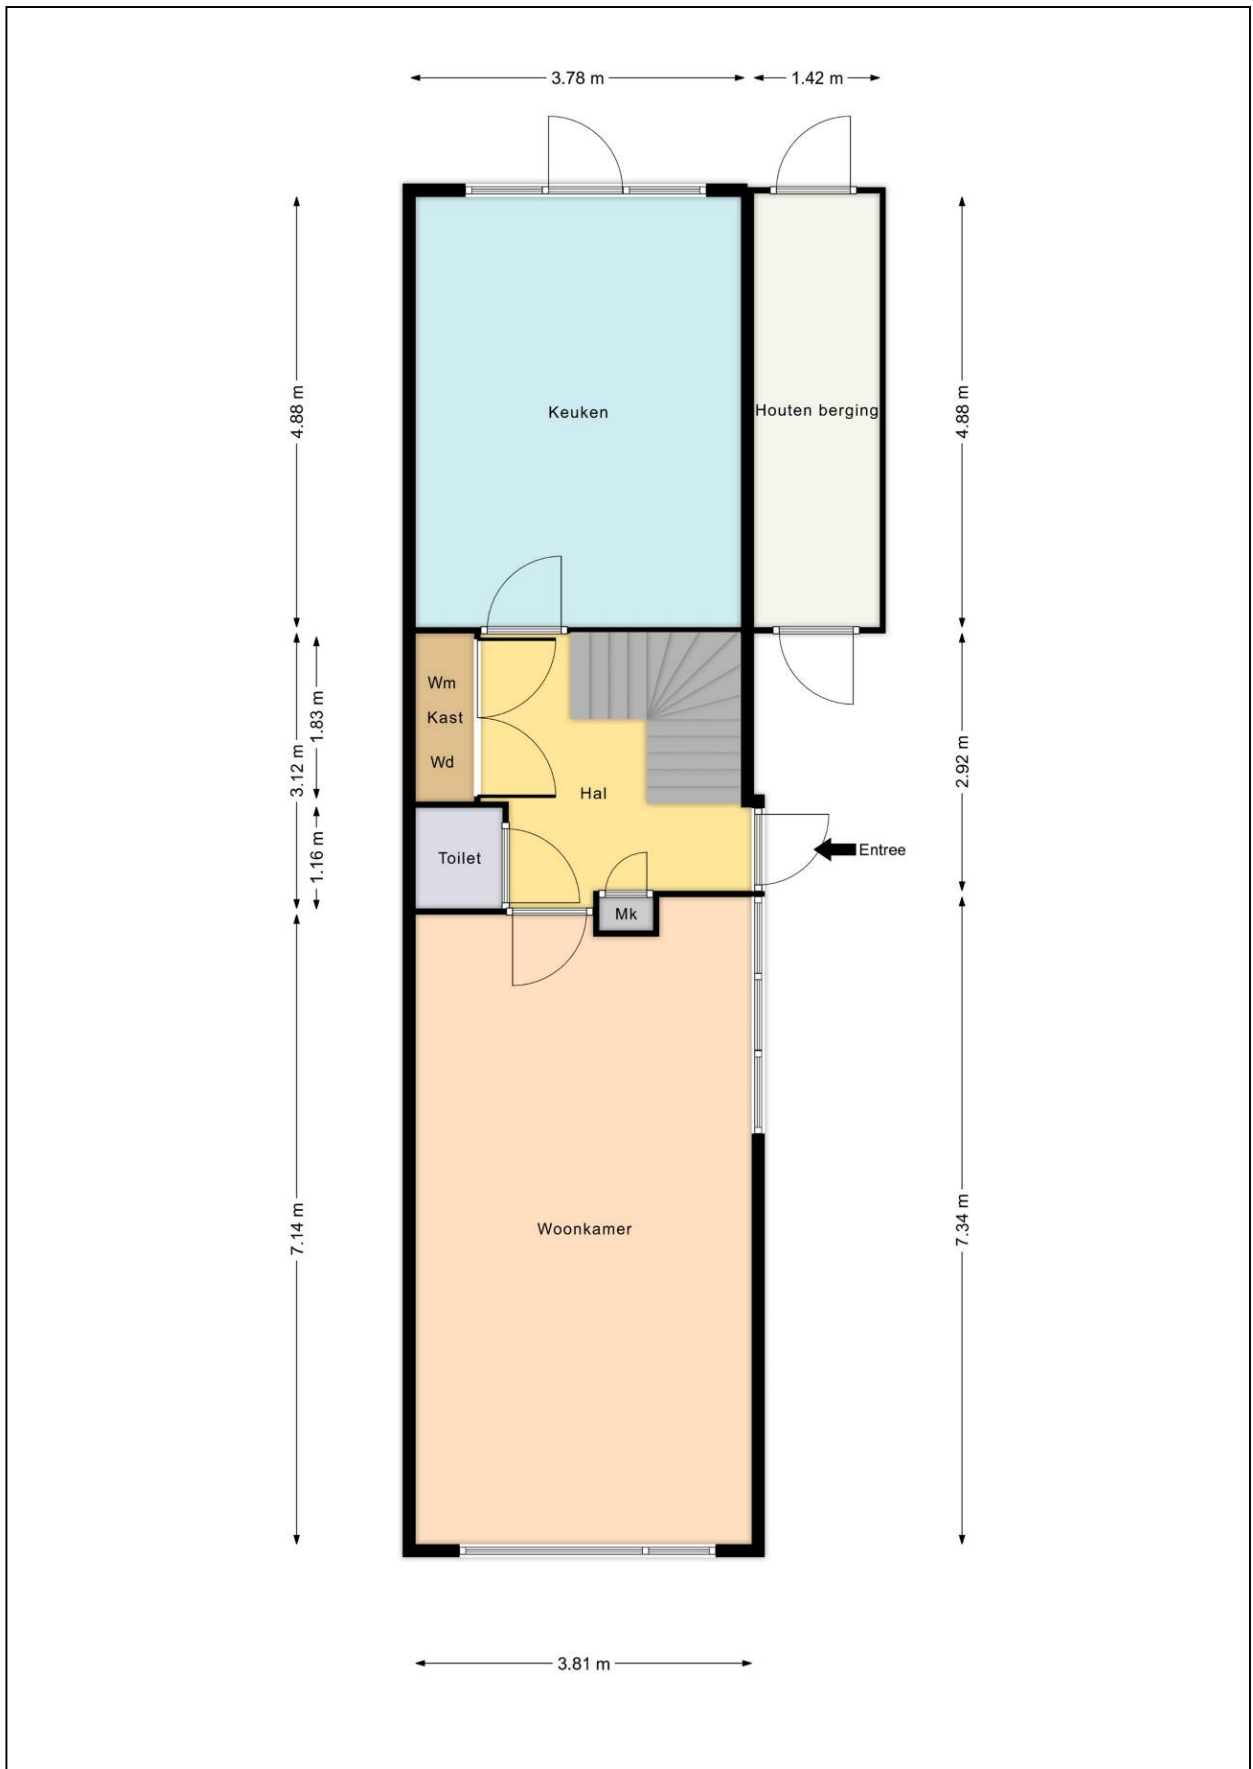 3.78 m
1.42 m
4.88 m
Keuken
Houten berging
4.88 m
Wm
Kast
Wd
1.83 m
3.12 m
2.92 m
Hal
1.16 m
Toilet
Entree
Mk
7.14 m
Woonkamer
7.34 m
3.81 m